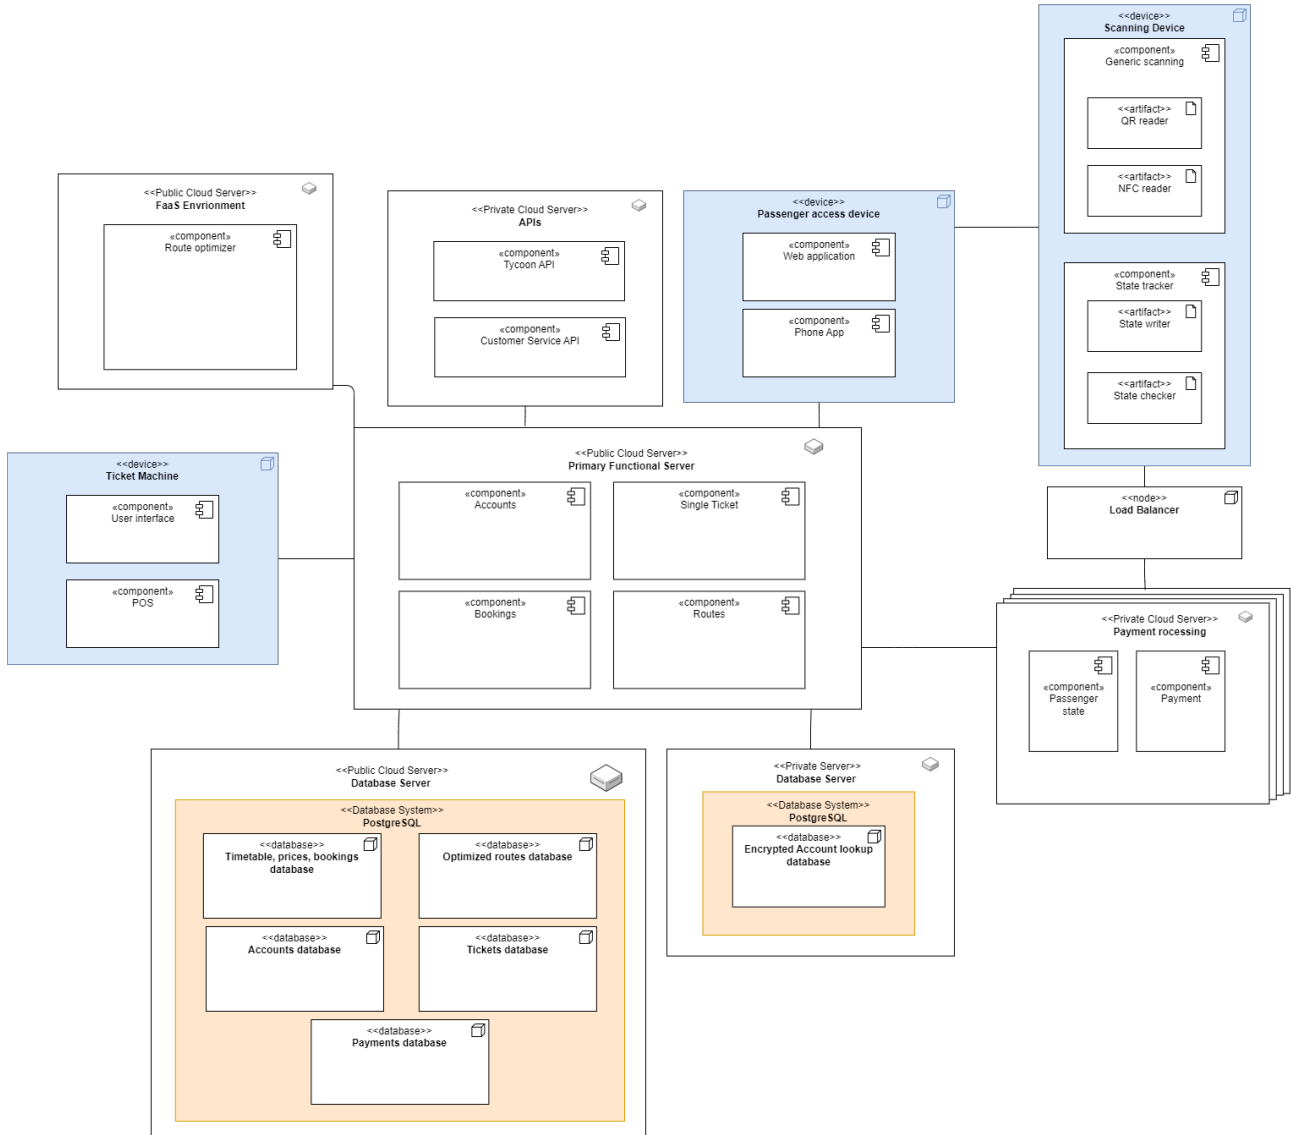 <<device>>
Scanning Device
«component»
Generic scanning
<<artifact>>
QR reader
<<artifact>>
NFC reader
«component»
State tracker
<<artifact>>
State writer
<<artifact>>
State checker
<<Public Cloud Server>>
FaaS Envrionment
«component»
Route optimizer
<<Private Cloud Server>>
APIs
«component»
Tycoon API
«component»
Customer Service API
<<device>>
Passenger access device
«component»
Web application
«component»
Phone App
<<device>>
Ticket Machine
«component»
User interface
«component»
POS
<<Public Cloud Server>>
Primary Functional Server
«component»
Accounts
«component»
Single Ticket
«component»
Bookings
«component»
Routes
<<node>>
Load Balancer
<<Private Cloud Server>>
Payment rocessing
«component»
Passenger
state
«component»
Payment
<<Public Cloud Server>>
Database Server
<<Database System>>
PostgreSQL
<<database>>
Timetable, prices, bookings
database
<<database>>
Optimized routes database
<<database>>
Accounts database
<<database>>
Tickets database
<<database>>
Payments database
<<Private Server>>
Database Server
<<Database System>>
PostgreSQL
<<database>>
Encrypted Account lookup
database